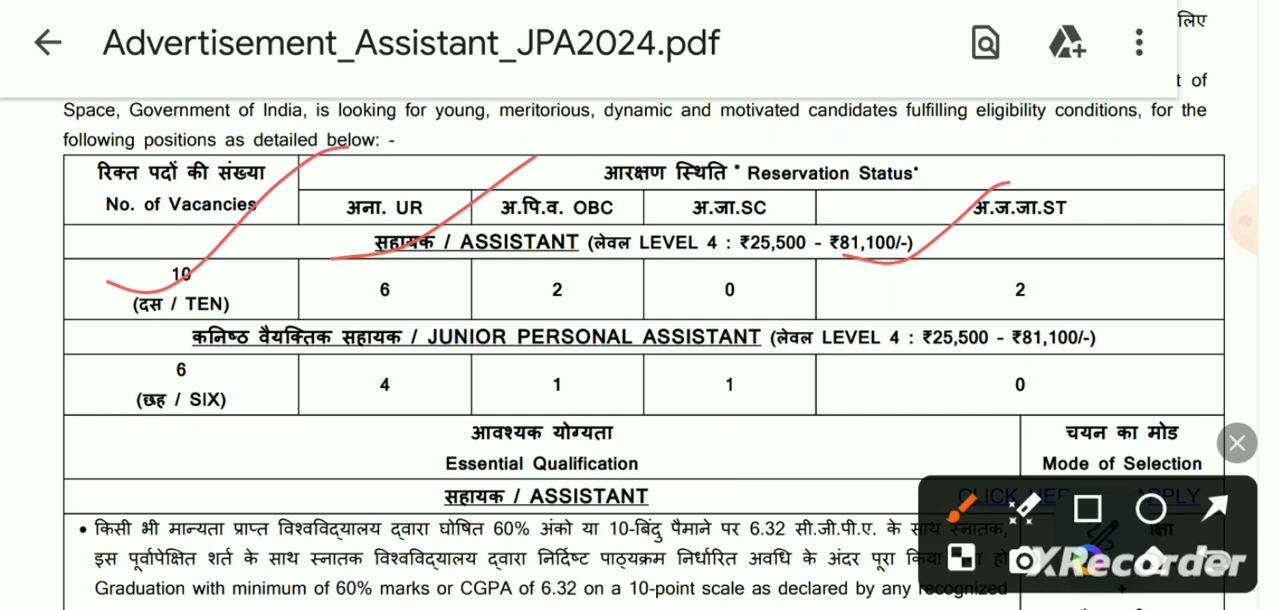 Advertisement_Assistant_JPA2024.pdf
लिए
of
Space, Government of India, is looking for young, meritorious, dynamic and motivated candidates fulfilling eligibility conditions, for the
following positions as detailed below: -
रिक्त पदों की संख्या
No. of Vacancies
आरक्षण स्थिति * Reservation Status*
अना. UR
अ.पि.व. OBC
अ.जा.SC
अ.ज.जा.ST
सहायक / ASSISTANT (लेवल LEVEL 4 : ₹25,500 - ₹81,100/-)
10
(दस / TEN)
6
2
0
2
कनिष्ठ वैयक्तिक सहायक / JUNIOR PERSONAL ASSISTANT (लेवल LEVEL 4 : ₹25,500 - ₹81,100/-)
6
(छह / SIX)
4
1
1
0
आवश्यक योग्यता
Essential Qualification
चयन का मोड
Mode of Selection
सहायक / ASSISTANT
CLICK APPLY
• किसी भी मान्यता प्राप्त विश्वविद्यालय द्वारा घोषित 60% अंको या 10-बिंदु पैमाने पर 6.32 सी.जी.पी.ए. के साथ स्नातक,
इस पूर्वापेक्षित शर्त के साथ स्नातक विश्वविद्यालय द्वारा निर्दिष्ट पाठ्यक्रम निर्धारित अवधि के अंदर पूरा हो
XRecorder
Graduation with minimum of 60% marks or CGPA of 6.32 on a 10-point scale as declared by any recognized